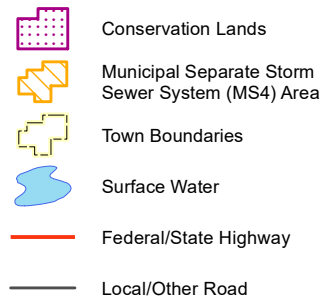 Conservation Lands
Municipal Separate Storm
Sewer System (MS4) Area
Town Boundaries
Surface Water
Federal/State Highway
Local/Other Road